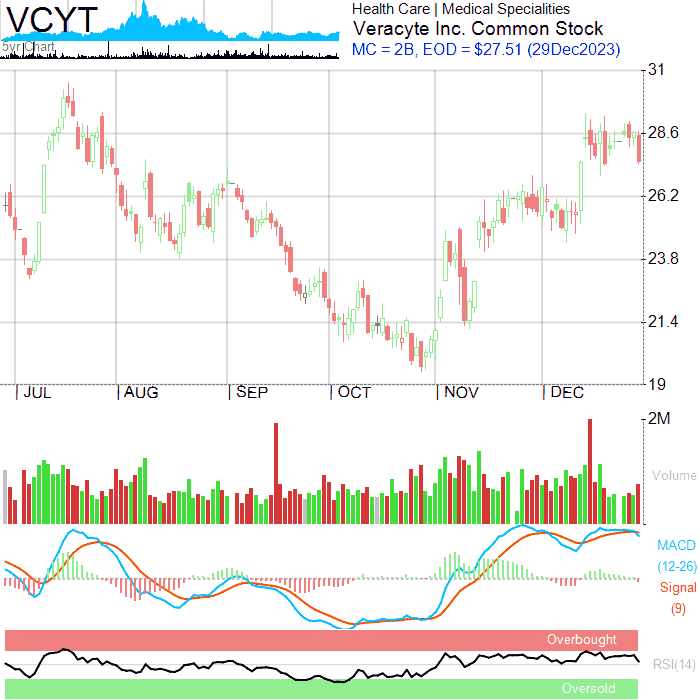 VCYT
5yr Chart
Health Care | Medical Specialities
Veracyte Inc. Common Stock
MC = 2B, EOD = $27.51 (29Dec2023)
31
28.6
26.2
23.8
21.4
19
| JUL | AUG | SEP | OCT | NOV | DEC
2M
Volume
MACD
(12-26)
Signal
(9)
Overbought
RSI(14)
Oversold